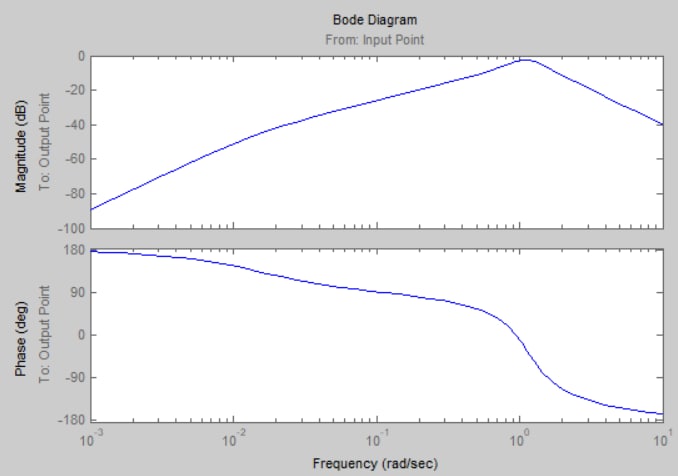 Bode Diagram
From: Input Point
Magnitude (dB)
To: Output Point
0
-20
-40
-60
-80
-100
Phase (deg)
To: Output Point
180
90
0
-90
-180
10^-3
10^-2
10^-1
10^0
10^1
Frequency (rad/sec)